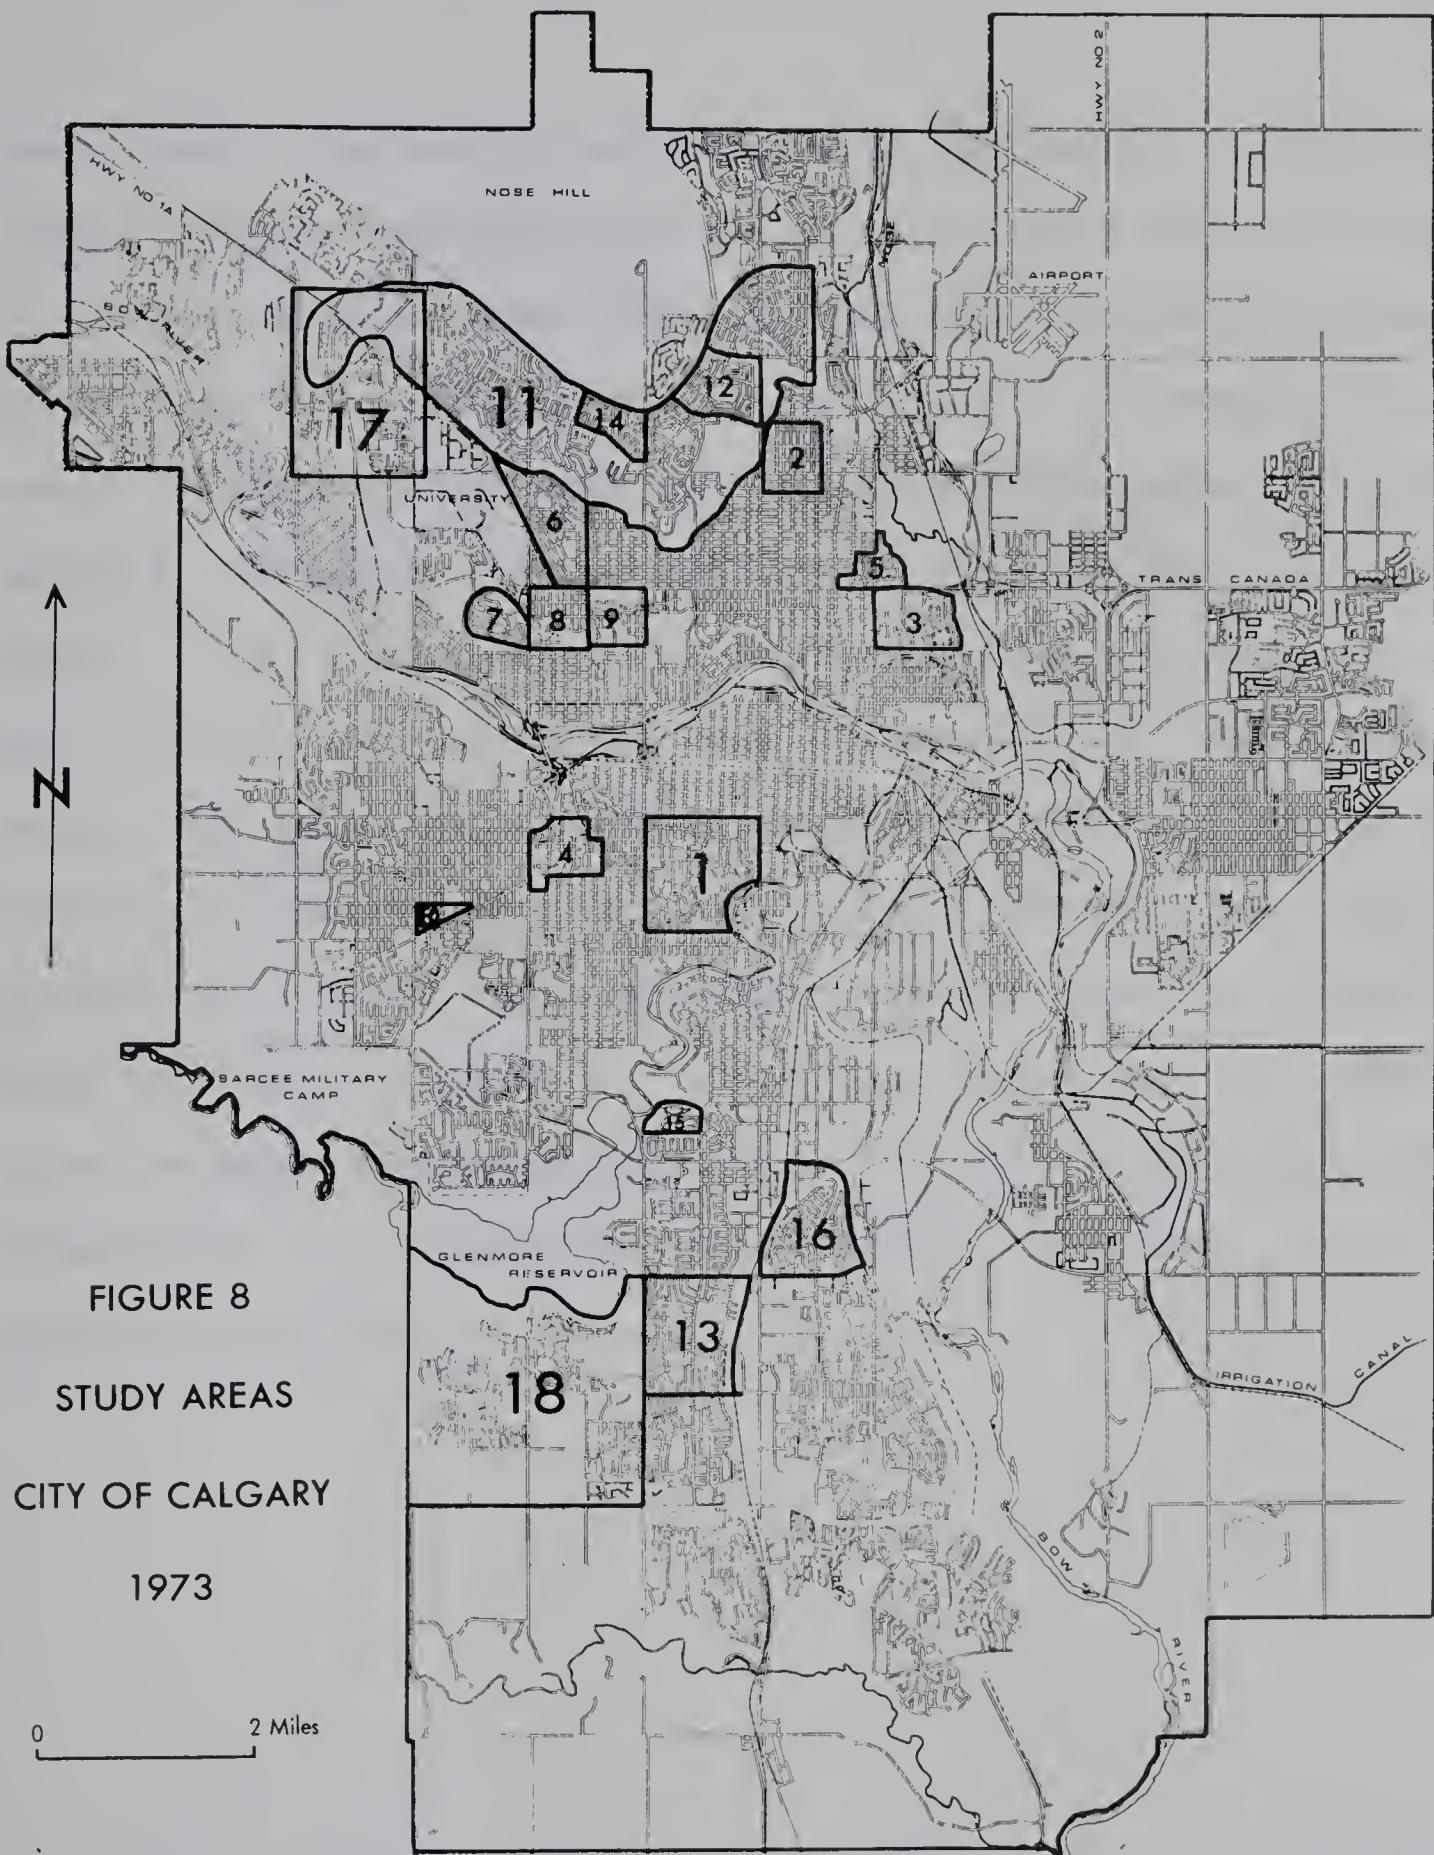 HWY NO 2
HWY NO 1A
NOSE HILL
AIRPORT
BOW RIVER
12
11
14
17
2
UNIVERSITY
6
5
TRANS CANADA
7
8
9
3
N
4
1
SARCEE MILITARY
CAMP
15
16
GLENMORE
RESERVOIR
13
18
IRRIGATION CANAL
BOW
RIVER
FIGURE 8
STUDY AREAS
CITY OF CALGARY
1973
0 2 Miles